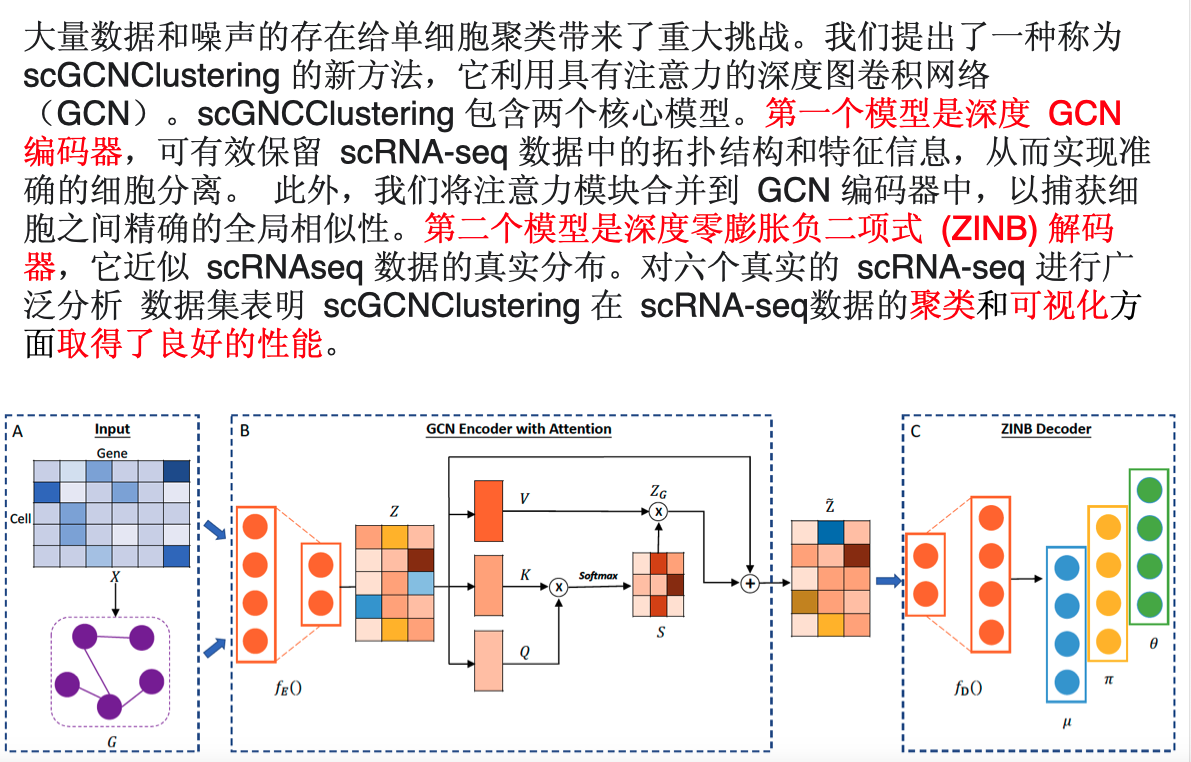 大量数据和噪声的存在给单细胞聚类带来了重大挑战。我们提出了一种称为
scGCNClustering 的新方法，它利用具有注意力的深度图卷积网络
（GCN）。scGNCClustering 包含两个核心模型。第一个模型是深度 GCN
编码器，可有效保留 scRNA-seq 数据中的拓扑结构和特征信息，从而实现准
确的细胞分离。 此外，我们将注意力模块合并到 GCN 编码器中，以捕获细
胞之间精确的全局相似性。第二个模型是深度零膨胀负二项式 (ZINB) 解码
器，它近似 scRNAseq 数据的真实分布。对六个真实的 scRNA-seq 进行广
泛分析 数据集表明 scGCNClustering 在 scRNA-seq数据的聚类和可视化方
面取得了良好的性能。
A
Input
Gene
Cell
X
G
B
GCN Encoder with Attention
fE()
Z
V
K
Q
X
Softmax
ZG
X
S
+
Z̃
C
ZINB Decoder
fD()
μ
π
θ